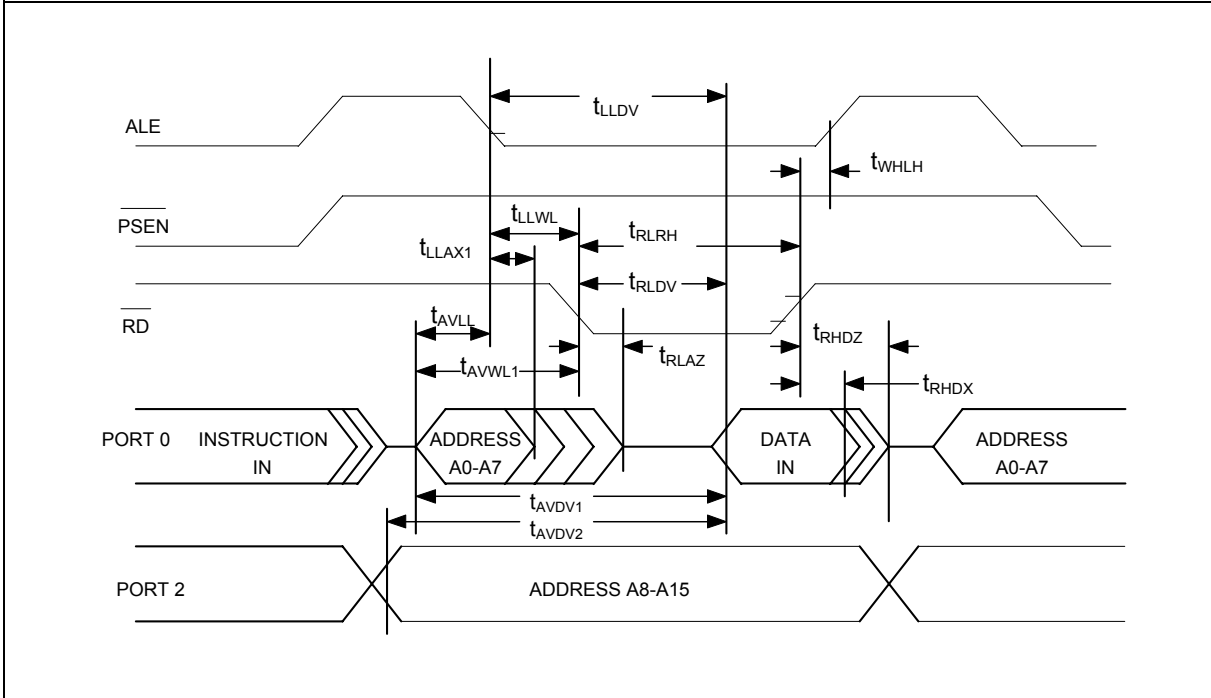 tLLDV
ALE
tWHLH
PSEN
tLLWL
tRLRH
tLLAX1
tRLDV
RD
tAVLL
tRHDZ
tAVWL1
tRLAZ
tRHDX
PORT 0
INSTRUCTION
IN
ADDRESS
A0-A7
DATA
IN
ADDRESS
A0-A7
tAVDV1
tAVDV2
PORT 2
ADDRESS A8-A15